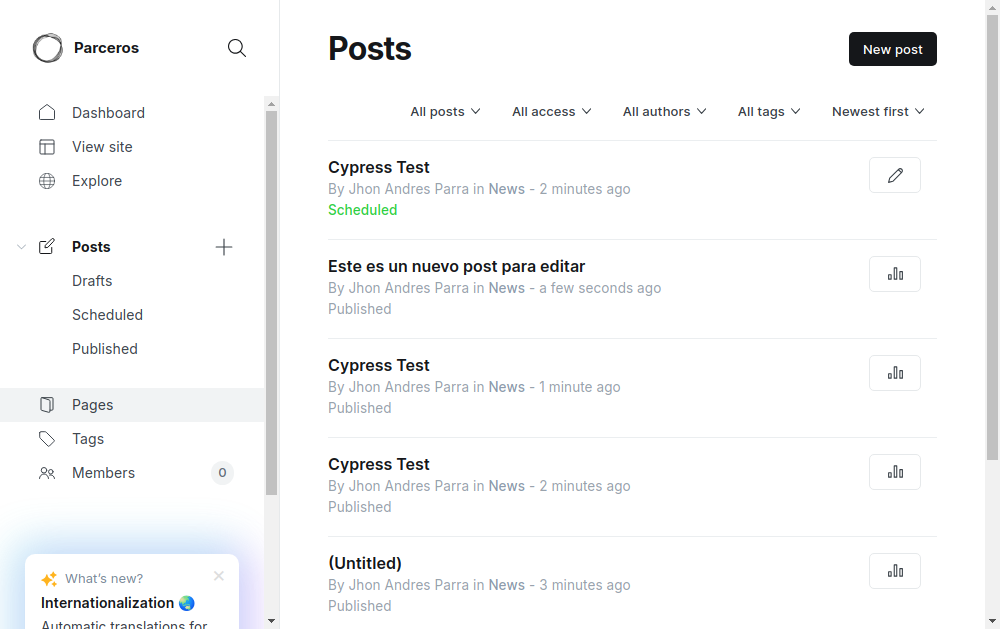 Parceros
Dashboard
View site
Explore
Posts
Drafts
Scheduled
Published
Pages
Tags
Members
0
What's new?
Internationalization 🌏
Automatic translations for
Posts
New post
All posts
All access
All authors
All tags
Newest first
Cypress Test
By Jhon Andres Parra in News - 2 minutes ago
Scheduled
Este es un nuevo post para editar
By Jhon Andres Parra in News - a few seconds ago
Published
Cypress Test
By Jhon Andres Parra in News - 1 minute ago
Published
Cypress Test
By Jhon Andres Parra in News - 2 minutes ago
Published
(Untitled)
By Jhon Andres Parra in News - 3 minutes ago
Published